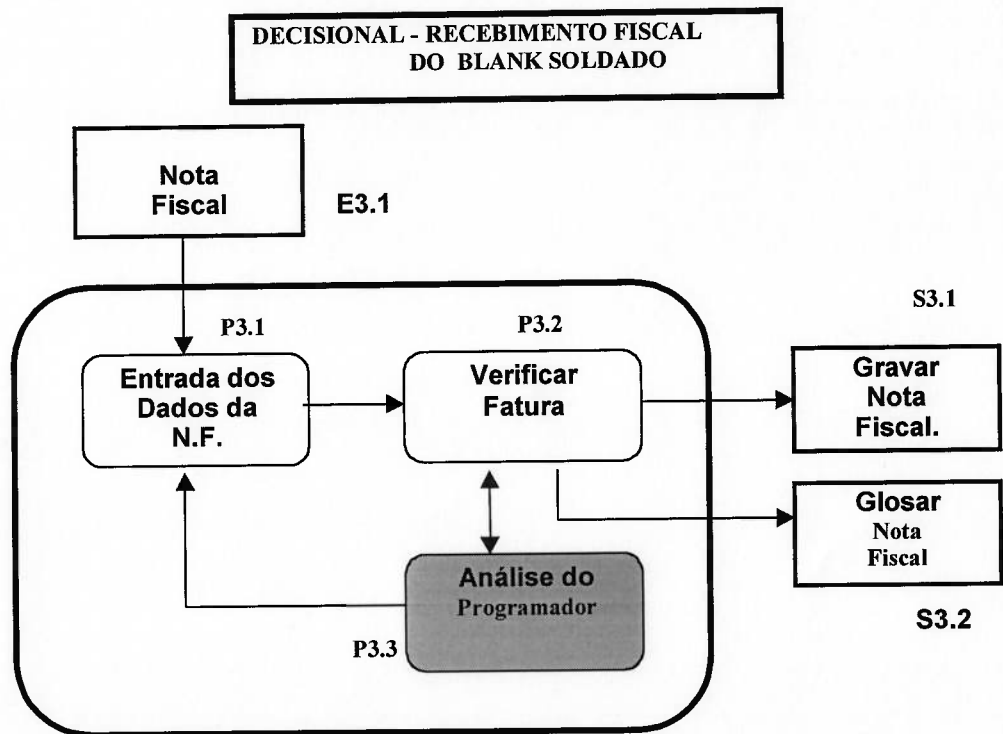 DECISIONAL - RECEBIMENTO FISCAL
DO BLANK SOLDADO
Nota
Fiscal
E3.1
S3.1
P3.1
P3.2
Entrada dos
Dados da
N.F.
Verificar
Fatura
Gravar
Nota
Fiscal.
Glosar
Nota
Fiscal
Análise do
Programador
S3.2
P3.3